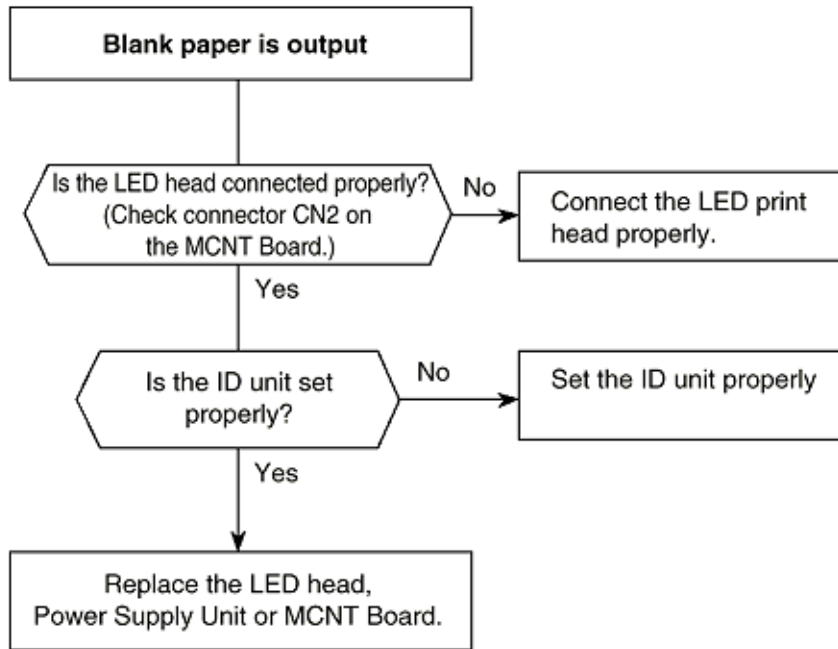 Blank paper is output
Is the LED head connected properly?
(Check connector CN2 on
the MCNT Board.)
No
Connect the LED print
head properly.
Yes
Is the ID unit set
properly?
No
Set the ID unit properly
Yes
Replace the LED head,
Power Supply Unit or MCNT Board.